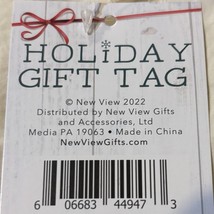 HOLIDAY
GIFT TAG
© New View 2022
Distributed by New View Gifts
and Accessories, Ltd
Media PA 19063 • Made in China
NewViewGifts.com
6 06683 44947 3